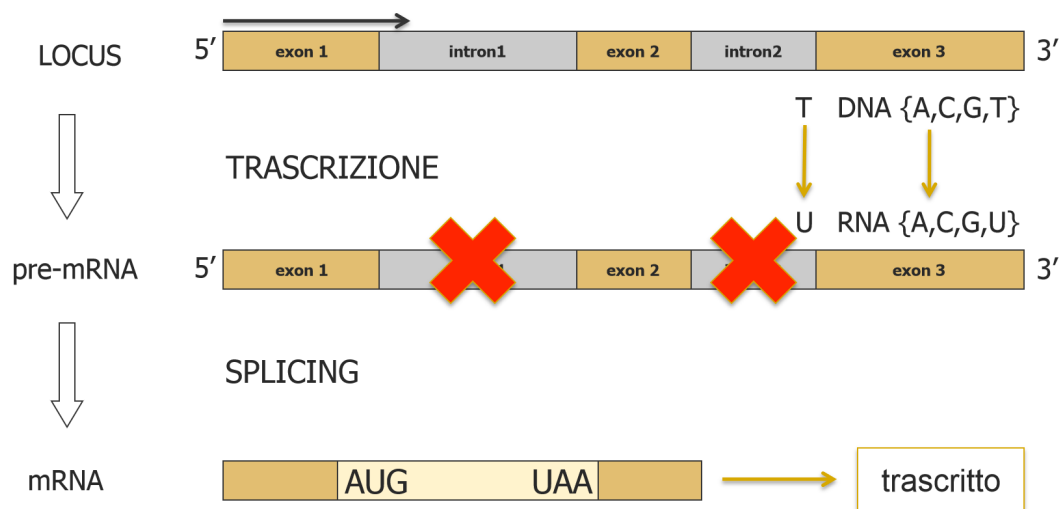 LOCUS 5’ exon 1 intron1 exon 2 intron2 exon 3 3’
T DNA {A,C,G,T}
TRASCRIZIONE
U RNA {A,C,G,U}
pre-mRNA 5’ exon 1 exon 2 exon 3 3’
SPLICING
mRNA AUG UAA trascritto